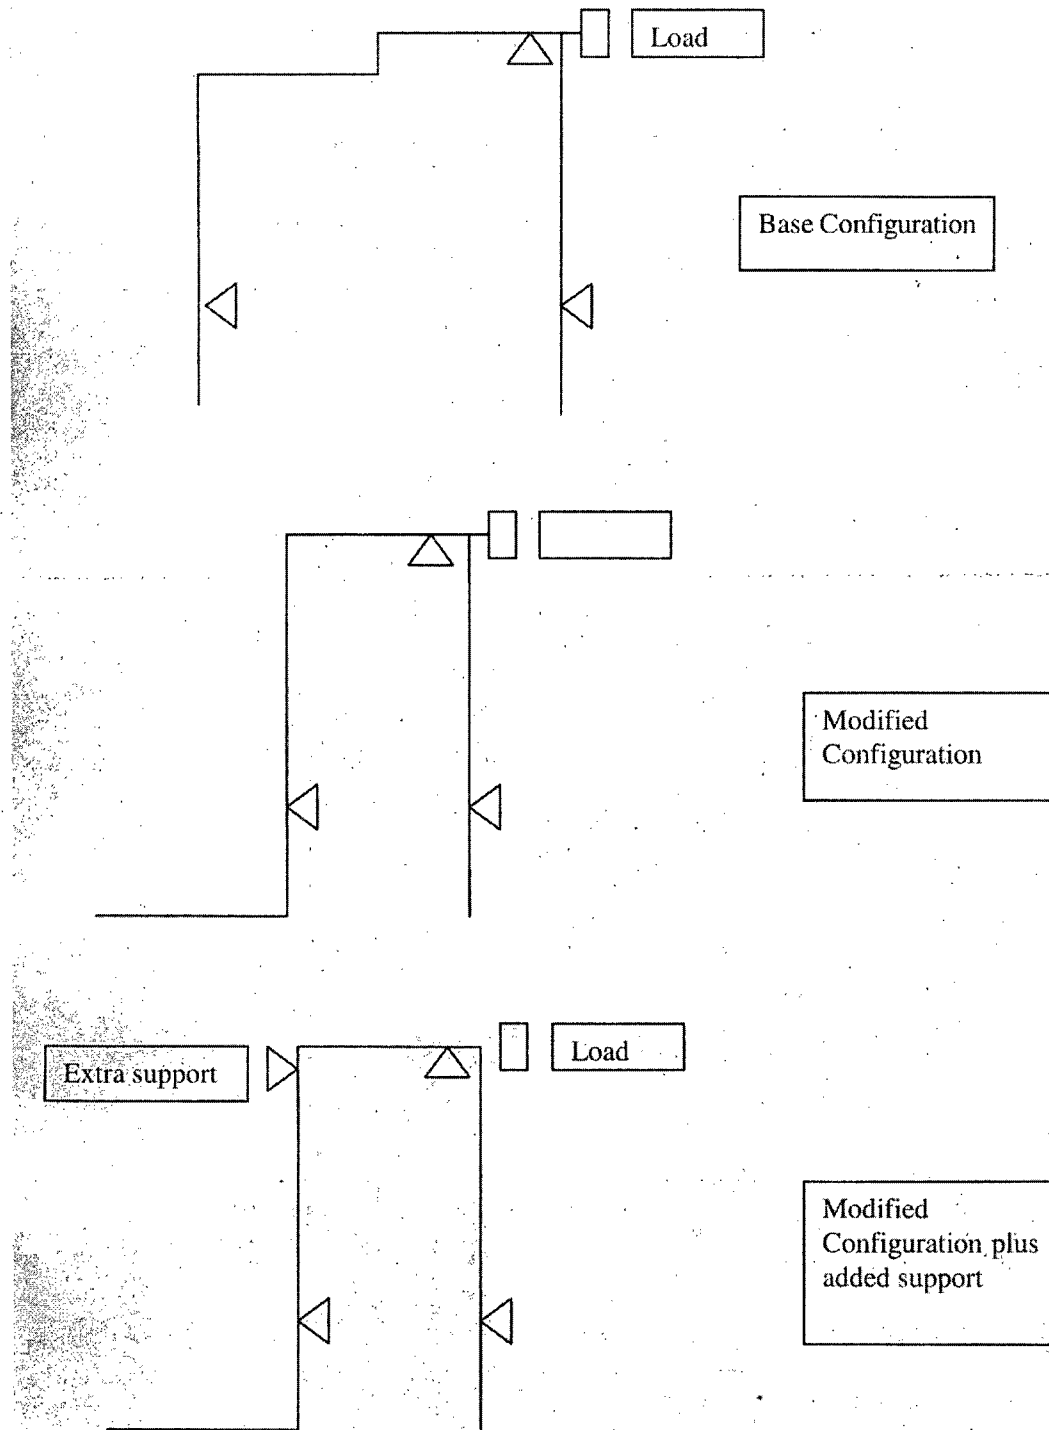 Load
Base Configuration
Modified
Configuration
Extra support
Load
Modified
Configuration plus
added support